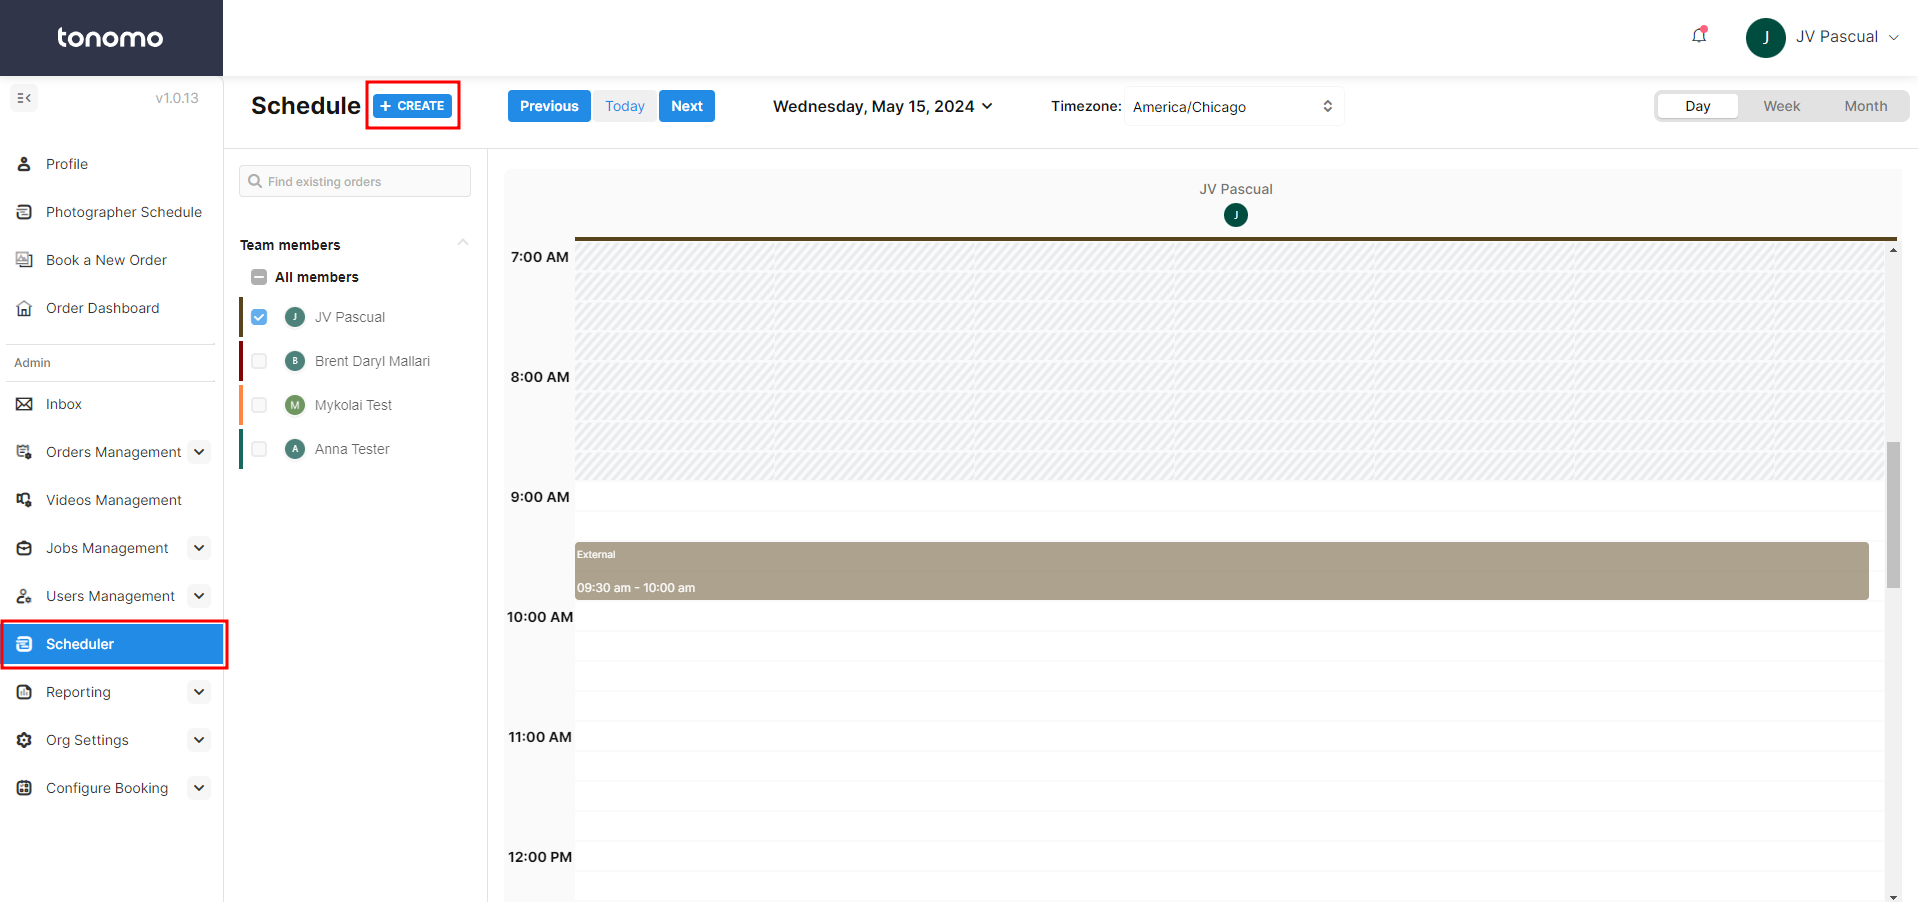 tonomo
J JV Pascual
v1.0.13
Profile
Photographer Schedule
Book a New Order
Order Dashboard
Admin
Inbox
Orders Management
Videos Management
Jobs Management
Users Management
Scheduler
Reporting
Org Settings
Configure Booking
Schedule + CREATE
Previous Today Next
Wednesday, May 15, 2024
Timezone: America/Chicago
Day Week Month
Find existing orders
Team members
All members
J JV Pascual
B Brent Daryl Mallari
M Mykolai Test
A Anna Tester
JV Pascual
J
7:00 AM
8:00 AM
9:00 AM
External
09:30 am - 10:00 am
10:00 AM
11:00 AM
12:00 PM